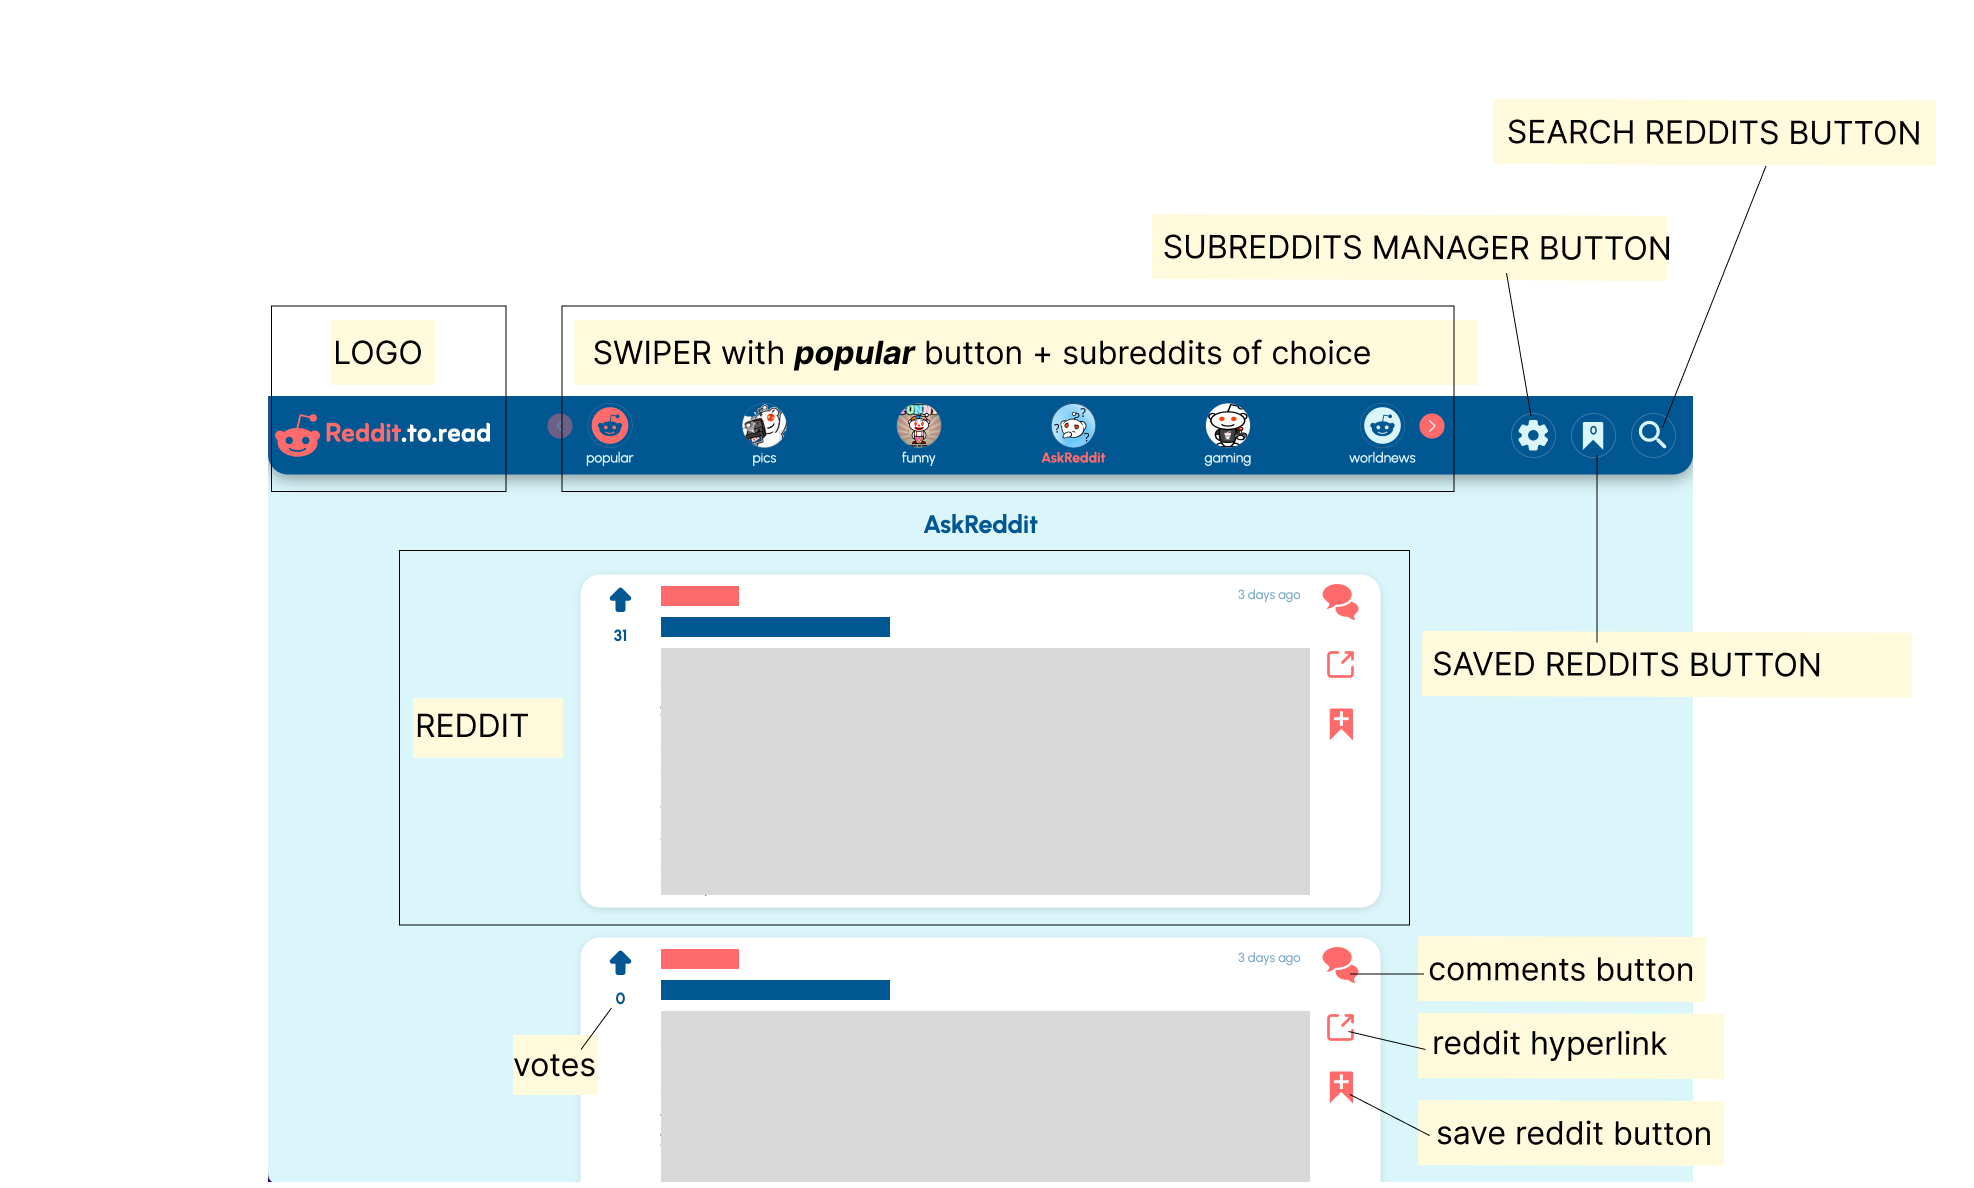 SEARCH REDDITS BUTTON
SUBREDDITS MANAGER BUTTON
LOGO
SWIPER with popular button + subreddits of choice
Reddit.to.read
popular
pics
funny
AskReddit
gaming
worldnews
0
AskReddit
31
3 days ago
REDDIT
SAVED REDDITS BUTTON
0
3 days ago
votes
comments button
reddit hyperlink
save reddit button